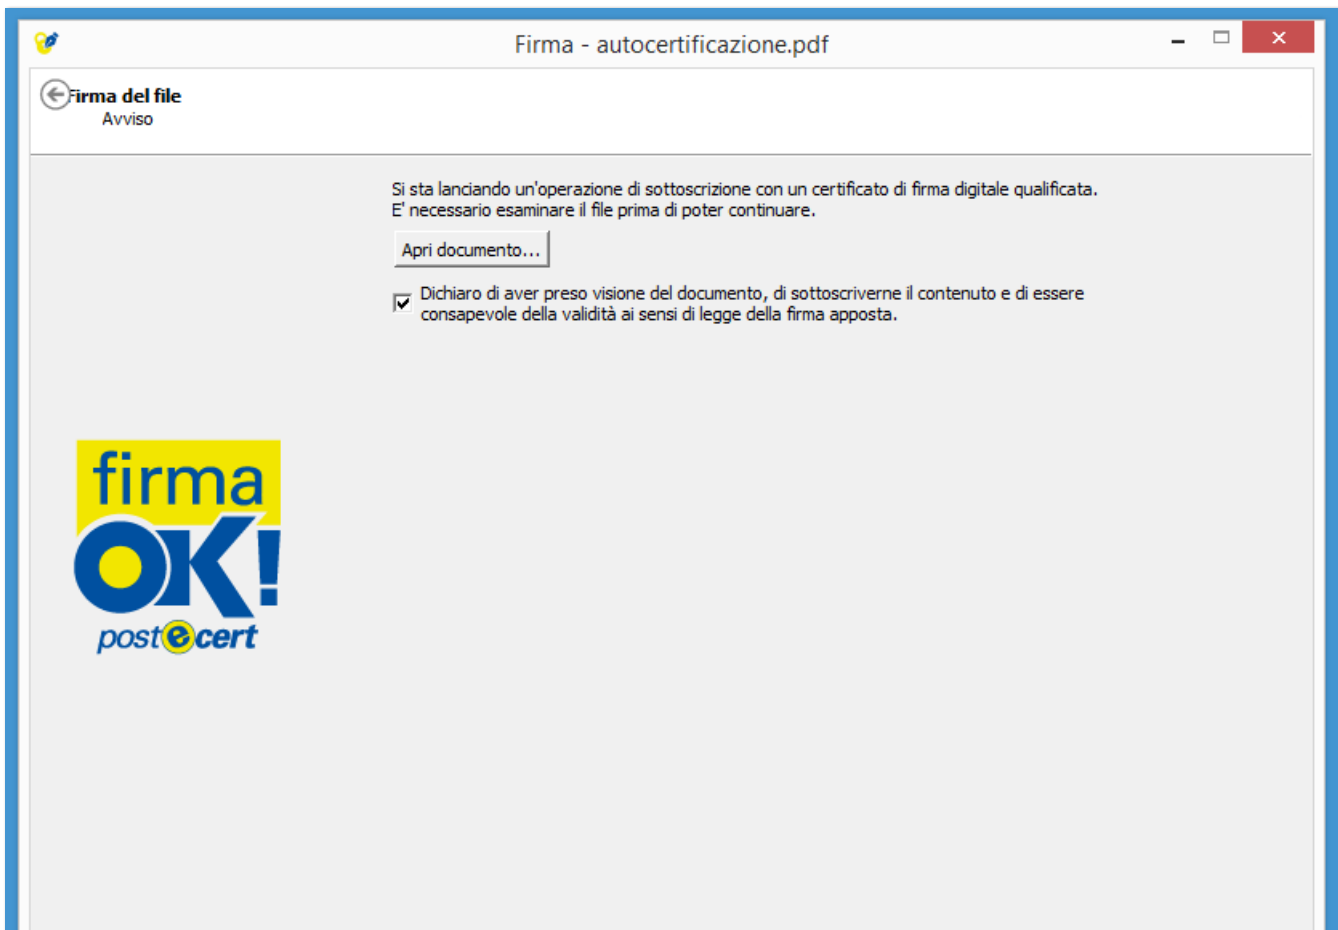 Firma - autocertificazione.pdf
Firma del file
Avviso
Si sta lanciando un'operazione di sottoscrizione con un certificato di firma digitale qualificata.
E' necessario esaminare il file prima di poter continuare.
Apri documento...
Dichiaro di aver preso visione del documento, di sottoscriverne il contenuto e di essere
consapevole della validità ai sensi di legge della firma apposta.
firma
OK!
postecert